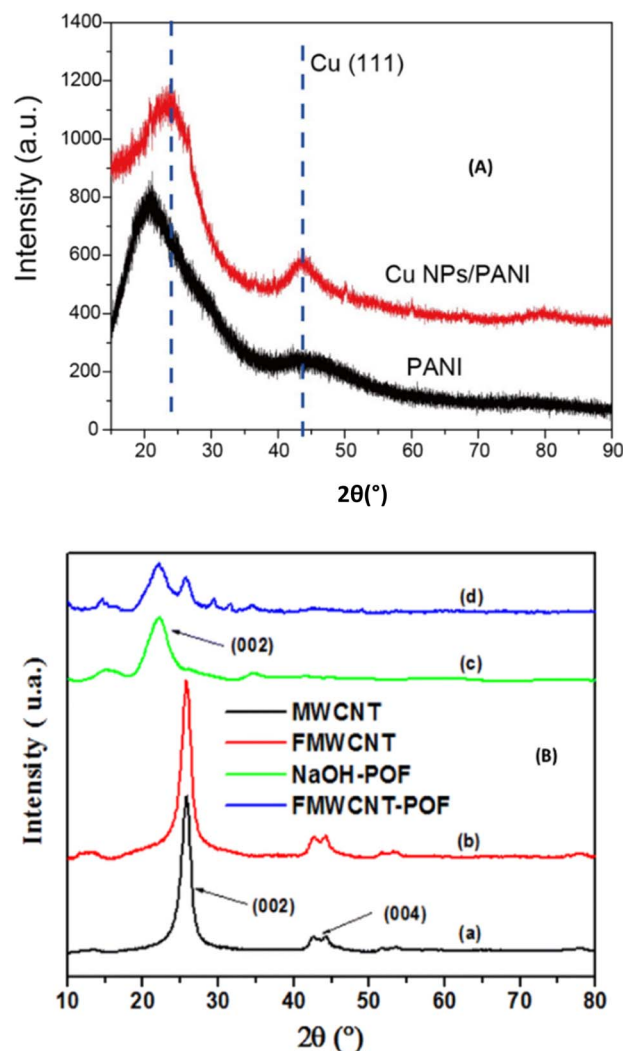 1400
1200
1000
800
600
400
200
0
Intensity (a.u.)
Cu (111)
(A)
Cu NPs/PANI
PANI
20 30 40 50 60 70 80 90
2θ(°)
(d)
(002)
(c)
MWCNT
FMWCNT
NaOH-POF
FMWCNT-POF
(B)
Intensity ( u.a.)
(b)
(002)
(004)
(a)
10 20 30 40 50 60 70 80
2θ (°)